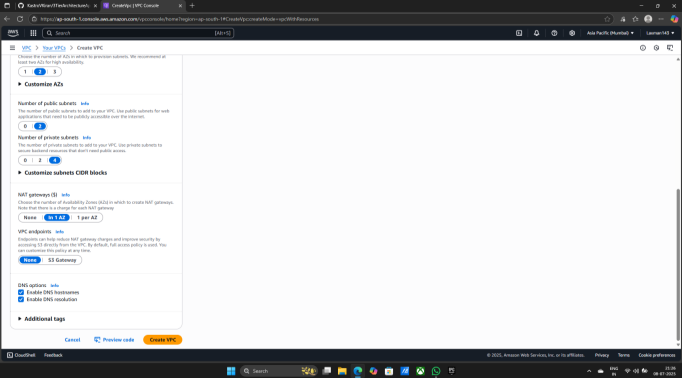 KastroVKiran/3TierArchitecture/a
CreateVpc | VPC Console
https://ap-south-1.console.aws.amazon.com/vpcconsole/home?region=ap-south-1#CreateVpc:createMode=vpcWithResources
aws
Search
[Alt+S]
Asia Pacific (Mumbai)
VPC > Your VPCs > Create VPC
Choose the number of AZs in which to provision subnets. We recommend at
least two AZs for high availability.
1 2 3
Customize AZs
Number of public subnets Info
The number of public subnets to add to your VPC. Use public subnets for web
applications that need to be publicly accessible over the internet.
0 2
Number of private subnets Info
The number of private subnets to add to your VPC. Use private subnets to
secure backend resources that don't need public access.
0 2 4
Customize subnets CIDR blocks
NAT gateways ($) Info
Choose the number of Availability Zones (AZs) in which to create NAT gateways.
Note that there is a charge for each NAT gateway
None In 1 AZ 1 per AZ
VPC endpoints Info
Endpoints can help reduce NAT gateway charges and improve security by
accessing S3 directly from the VPC. By default, full access policy is used. You
can customize this policy at any time.
None S3 Gateway
DNS options Info
Enable DNS hostnames
Enable DNS resolution
Additional tags
Cancel Preview code Create VPC
CloudShell Feedback
© 2025, Amazon Web Services, Inc. or its affiliates. Privacy Terms Cookie preferences
Search
ENG
IN
08-07-2025